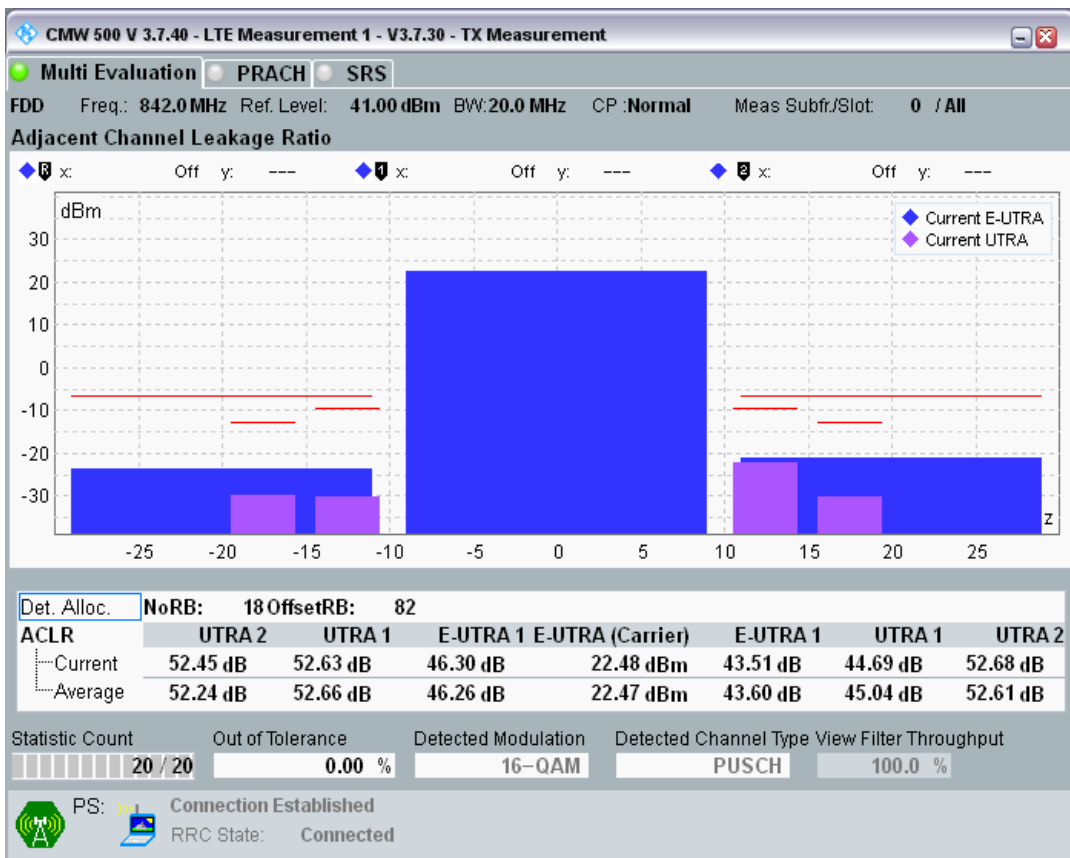 CMW 500 V 3.7.40 - LTE Measurement 1 - V3.7.30 - TX Measurement
Multi Evaluation PRACH SRS
FDD Freq.: 842.0 MHz Ref. Level: 41.00 dBm BW: 20.0 MHz CP : Normal Meas Subfr./Slot: 0 / All
Adjacent Channel Leakage Ratio
R x: Off y: --- 1 x: Off y: --- 2 x: Off y: ---
dBm
Current E-UTRA
Current UTRA
30
20
10
0
-10
-20
-30
z
-25 -20 -15 -10 -5 0 5 10 15 20 25
Det. Alloc. NoRB: 18 OffsetRB: 82
ACLR UTRA 2 UTRA 1 E-UTRA 1 E-UTRA (Carrier) E-UTRA 1 UTRA 1 UTRA 2
Current 52.45 dB 52.63 dB 46.30 dB 22.48 dBm 43.51 dB 44.69 dB 52.68 dB
Average 52.24 dB 52.66 dB 46.26 dB 22.47 dBm 43.60 dB 45.04 dB 52.61 dB
Statistic Count Out of Tolerance Detected Modulation Detected Channel Type View Filter Throughput
20 / 20 0.00 % 16-QAM PUSCH 100.0 %
PS: Connection Established
RRC State: Connected